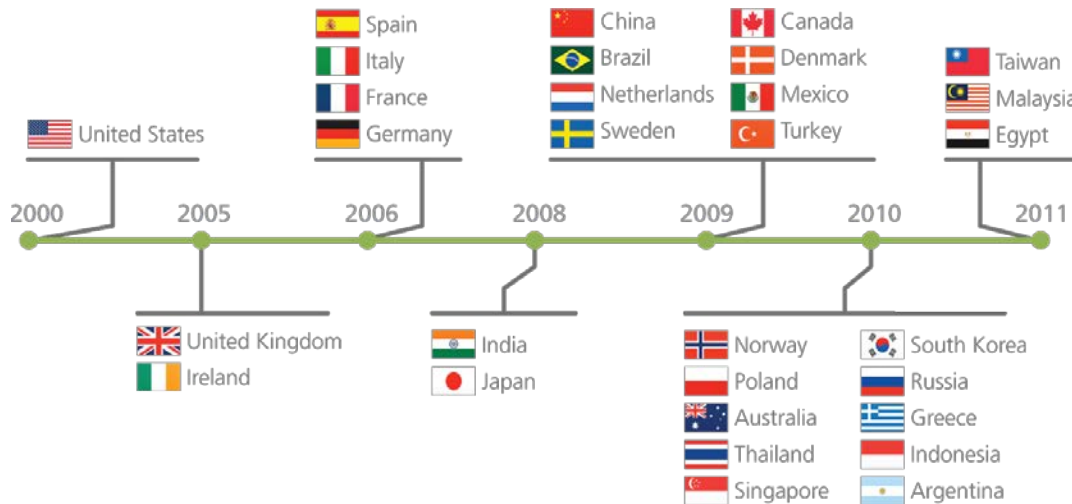 Spain
Italy
France
Germany
China
Brazil
Netherlands
Sweden
Canada
Denmark
Mexico
Turkey
Taiwan
Malaysia
Egypt
United States
2000 2005 2006 2008 2009 2010 2011
United Kingdom
Ireland
India
Japan
Norway
Poland
Australia
Thailand
Singapore
South Korea
Russia
Greece
Indonesia
Argentina